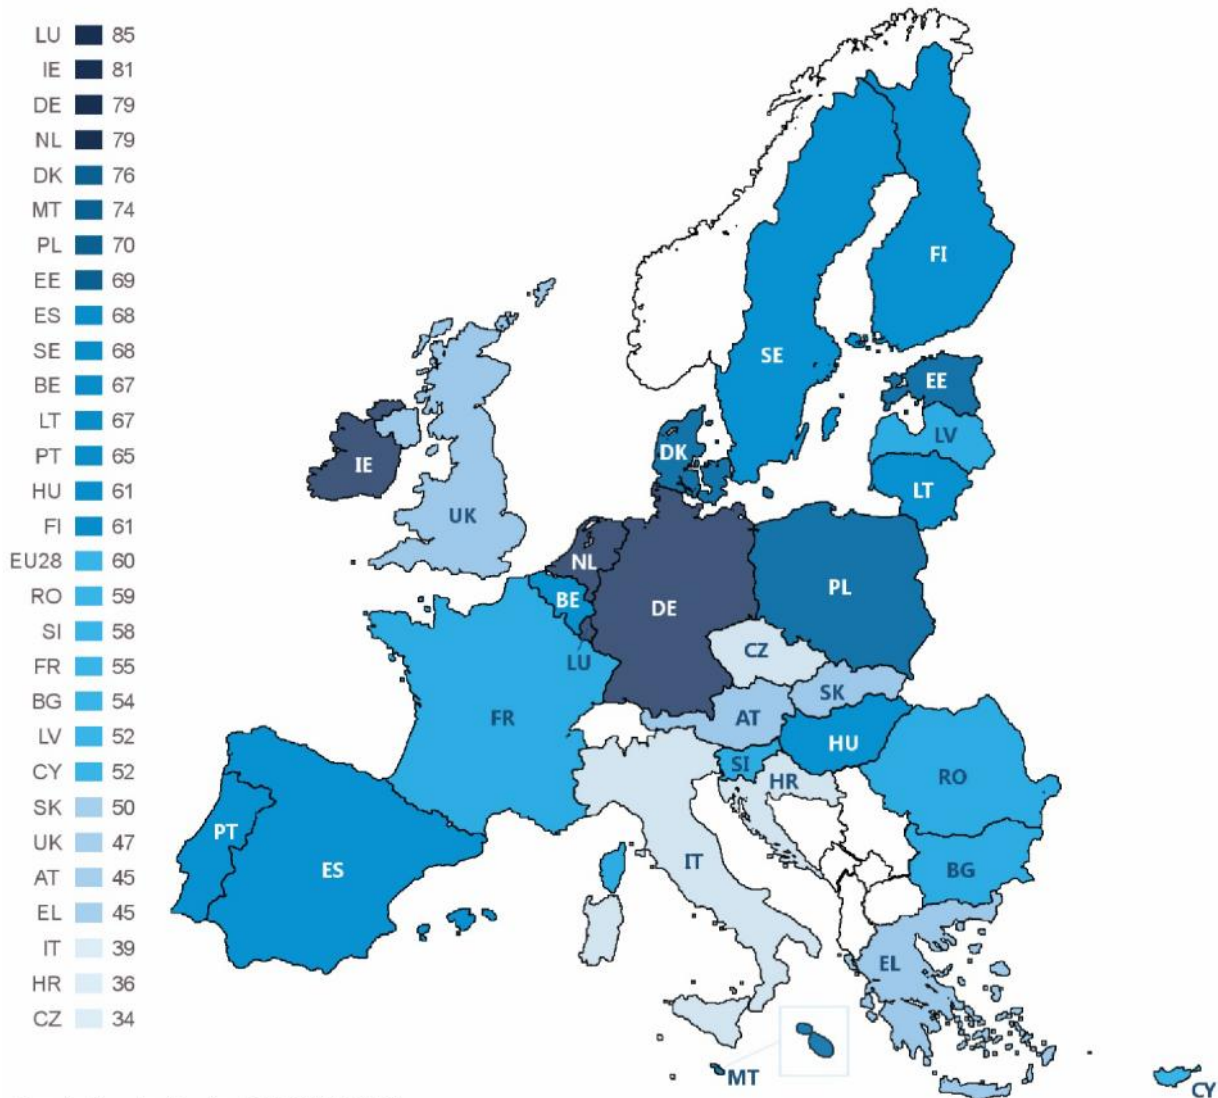 LU 85
IE 81
DE 79
NL 79
DK 76
MT 74
PL 70
EE 69
ES 68
SE 68
BE 67
LT 67
PT 65
HU 61
FI 61
EU28 60
RO 59
SI 58
FR 55
BG 54
LV 52
CY 52
SK 50
UK 47
AT 45
EL 45
IT 39
HR 36
CZ 34
FI
SE
EE
LV
DK
IE
LT
UK
NL
PL
BE
DE
CZ
LU
SK
FR
AT
HU
SI
HR
RO
PT
IT
ES
BG
EL
MT
CY